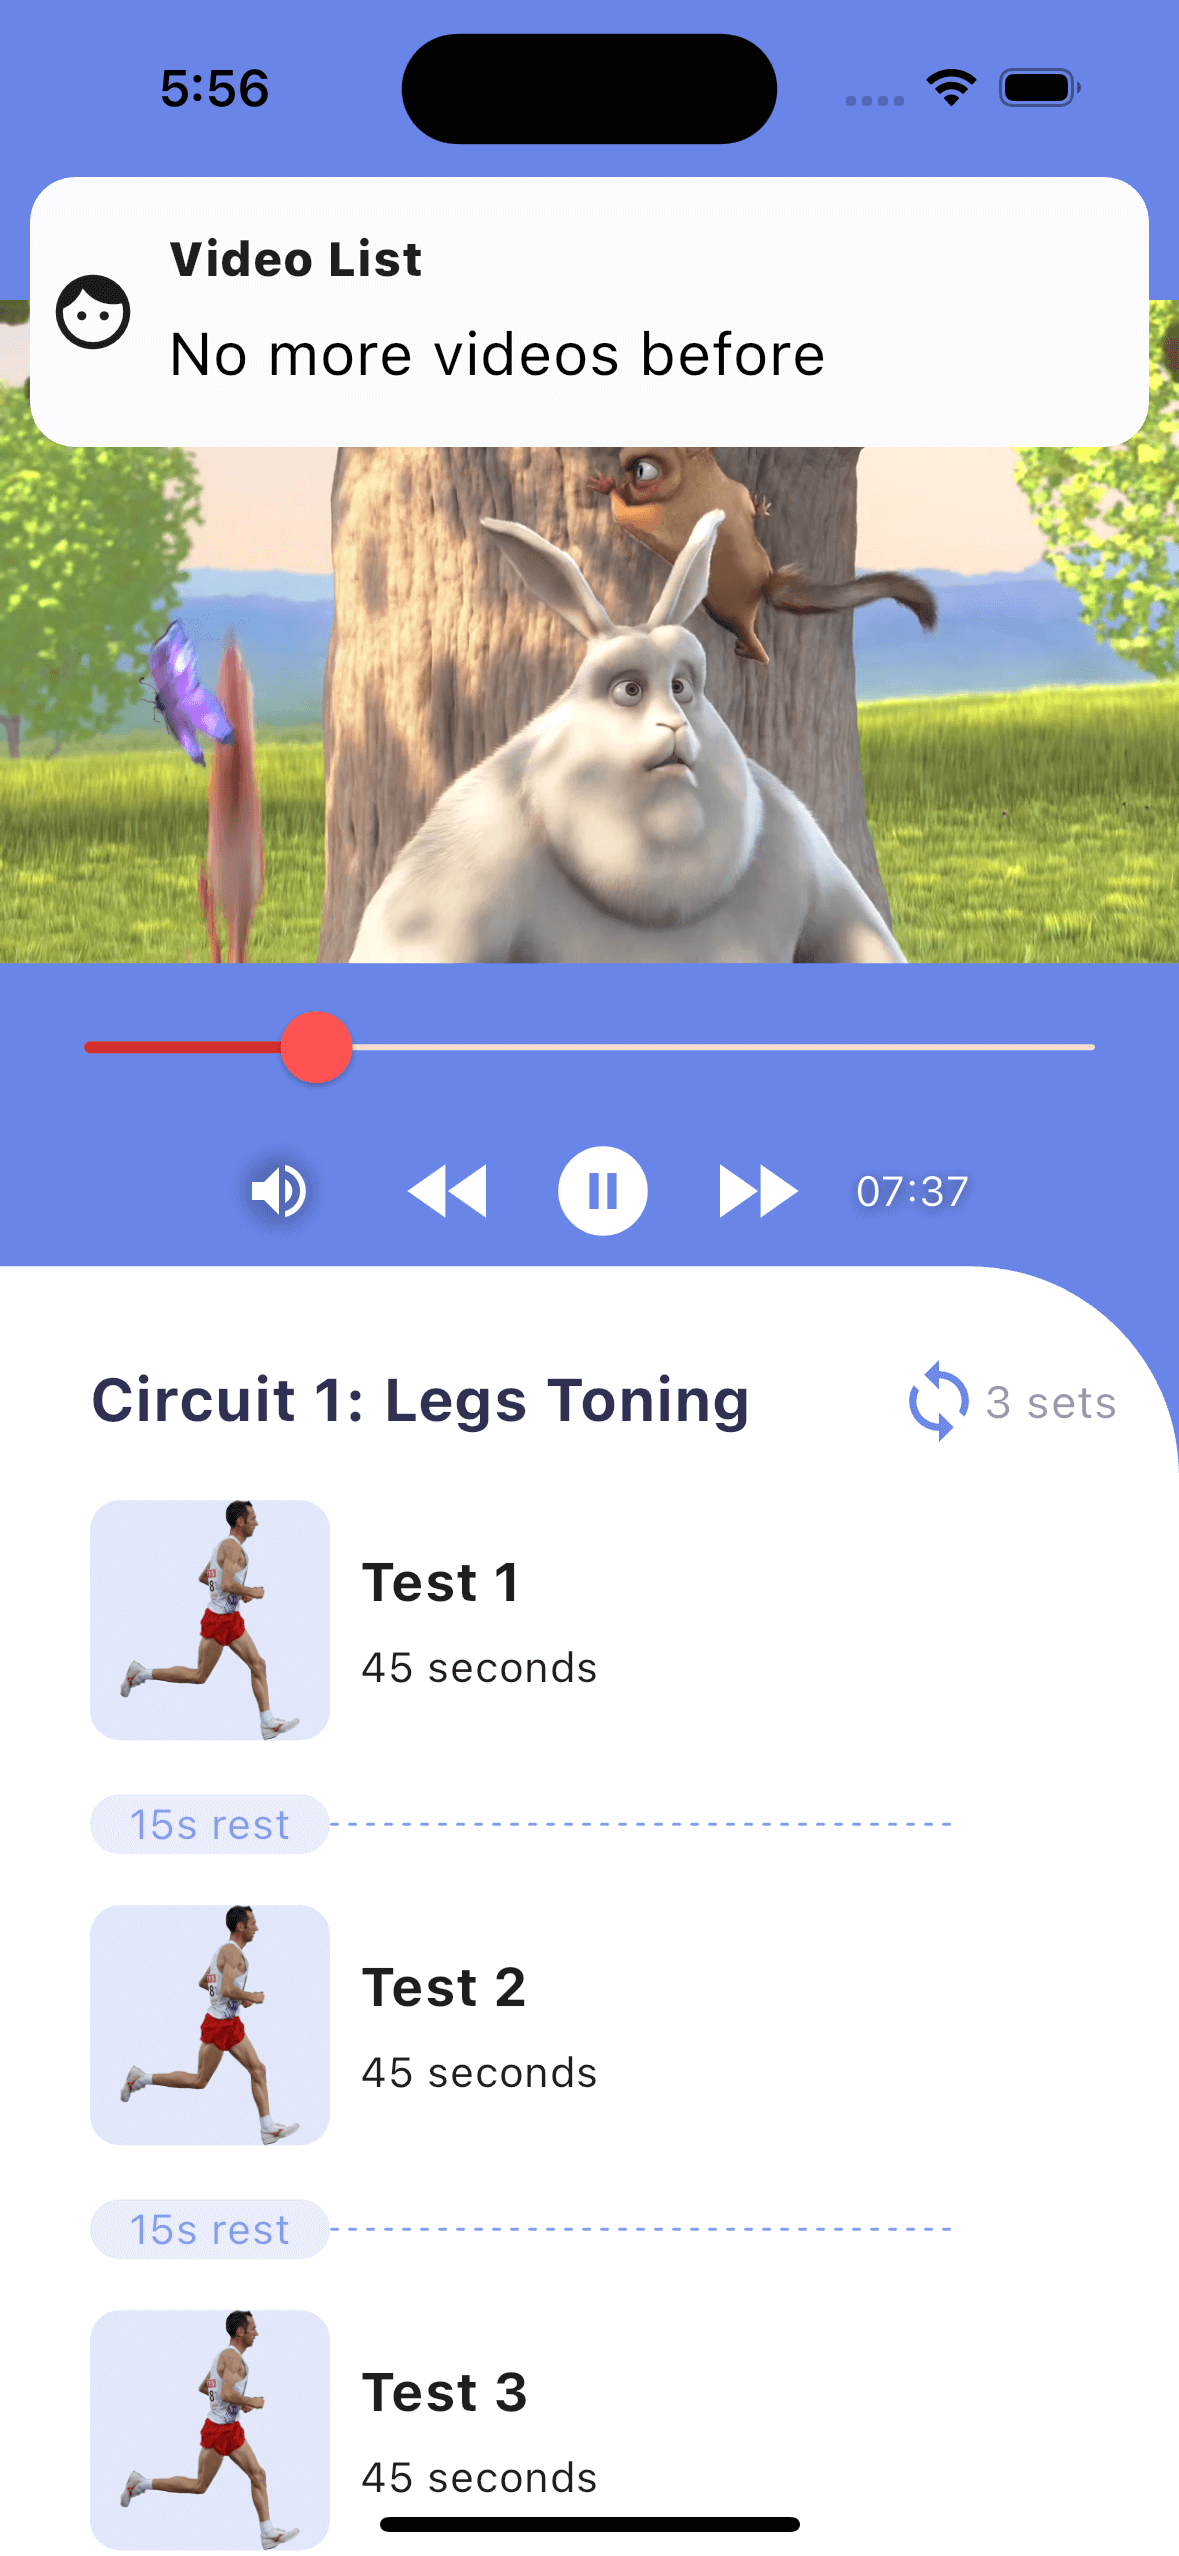 5:56
Video List
No more videos before
07:37
Circuit 1: Legs Toning
3 sets
Test 1
45 seconds
15s rest
Test 2
45 seconds
15s rest
Test 3
45 seconds